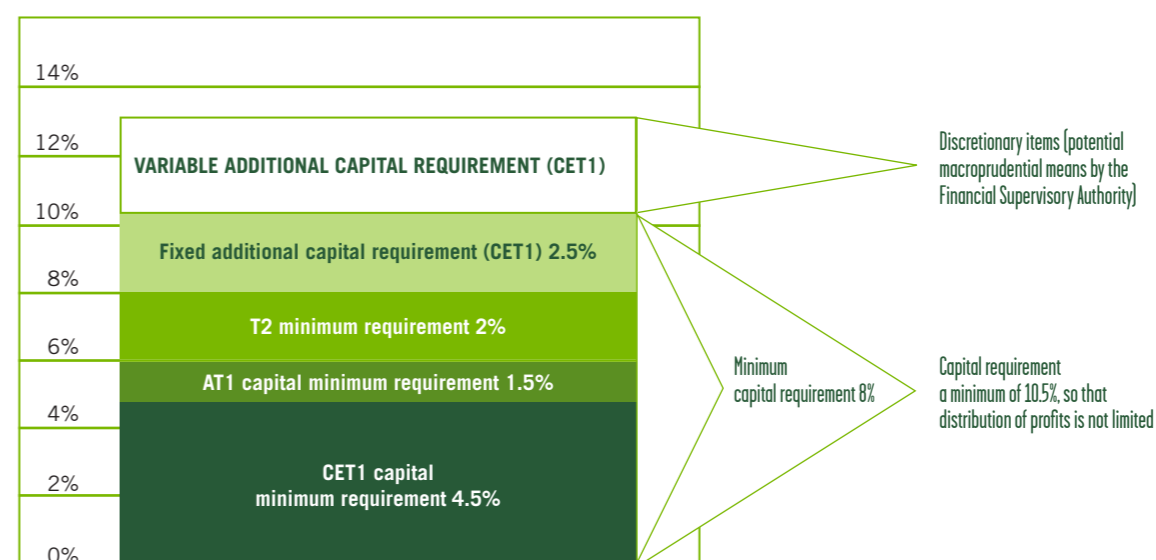 14%
12%
10%
8%
6%
4%
2%
0%
VARIABLE ADDITIONAL CAPITAL REQUIREMENT (CET1)
Fixed additional capital requirement (CET1) 2.5%
T2 minimum requirement 2%
AT1 capital minimum requirement 1.5%
CET1 capital
minimum requirement 4.5%
Minimum
capital requirement 8%
Discretionary items (potential
macroprudential means by the
Financial Supervisory Authority)
Capital requirement
a minimum of 10.5%, so that
distribution of profits is not limited